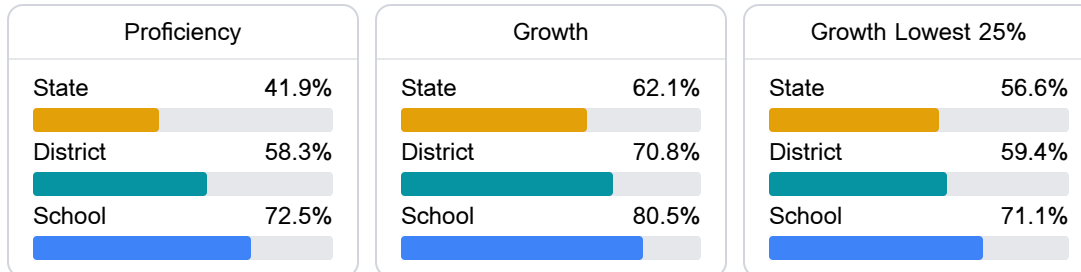 Proficiency
State 41.9%
District 58.3%
School 72.5%
Growth
State 62.1%
District 70.8%
School 80.5%
Growth Lowest 25%
State 56.6%
District 59.4%
School 71.1%